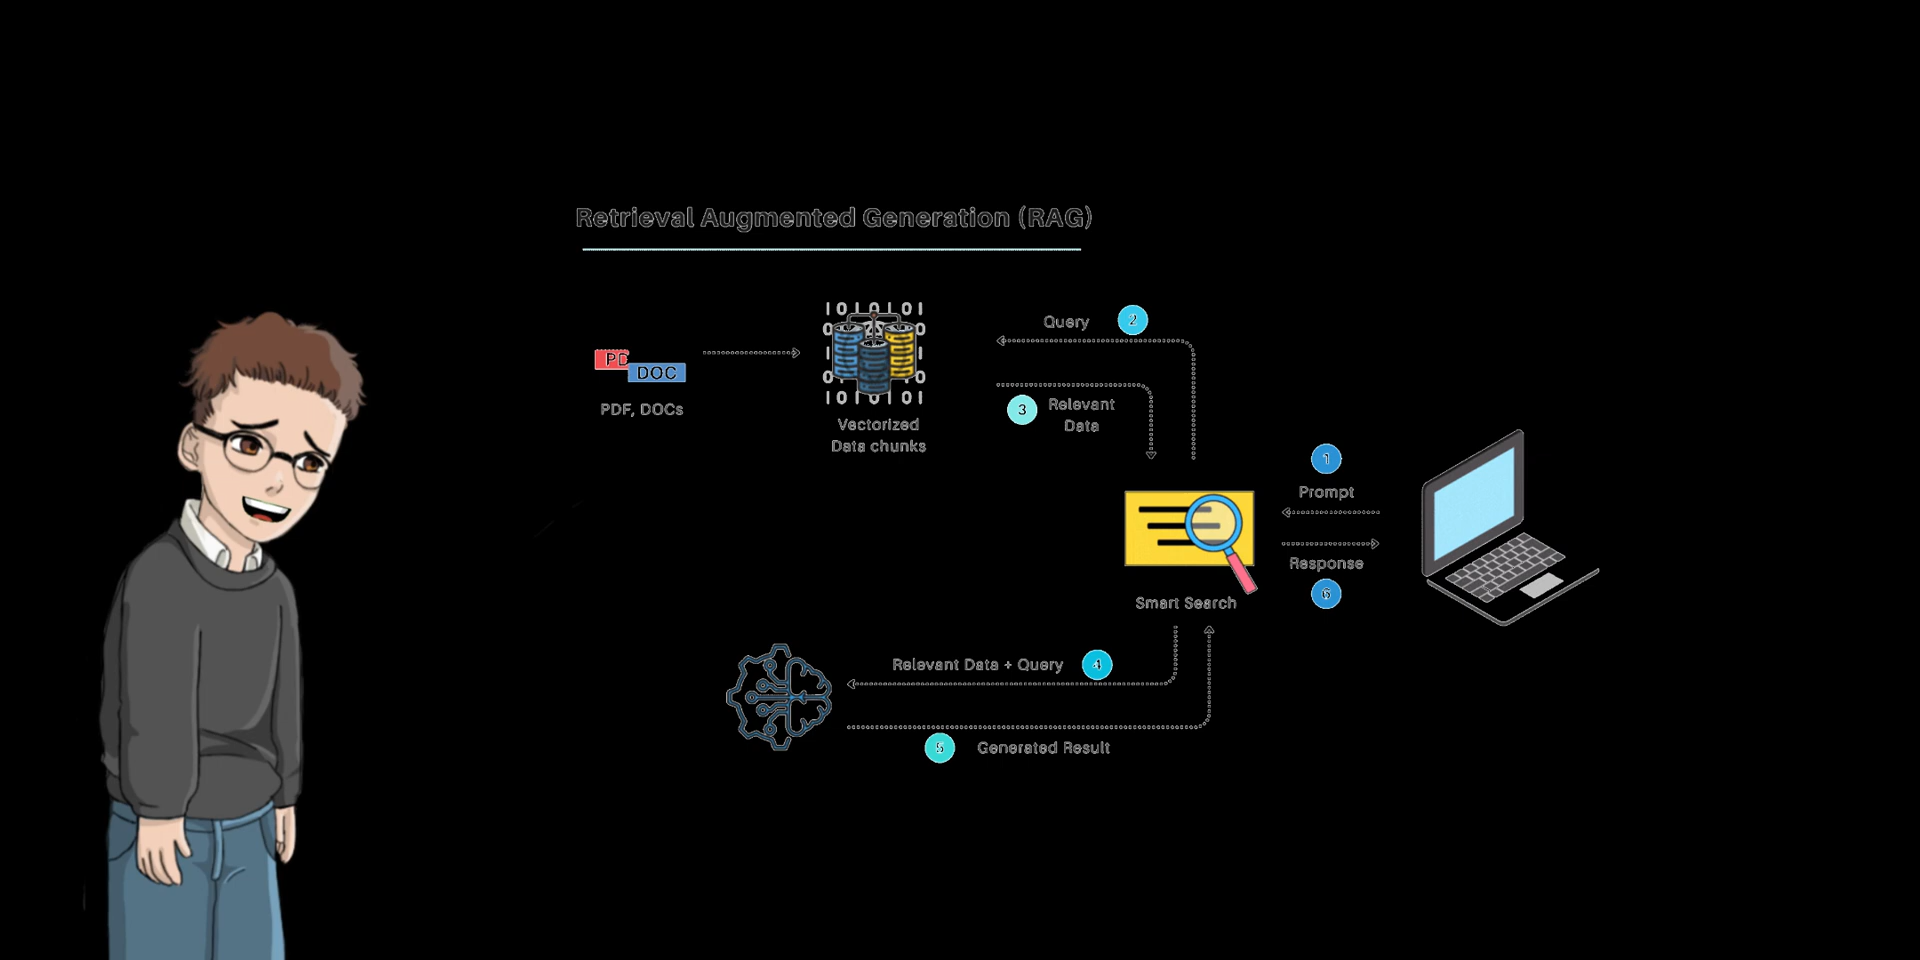 Retrieval Augmented Generation (RAG)
PD
DOC
PDF, DOCs
Vectorized
Data chunks
Query
2
3
Relevant
Data
1
Prompt
Response
6
Smart Search
Relevant Data + Query
4
5
Generated Result